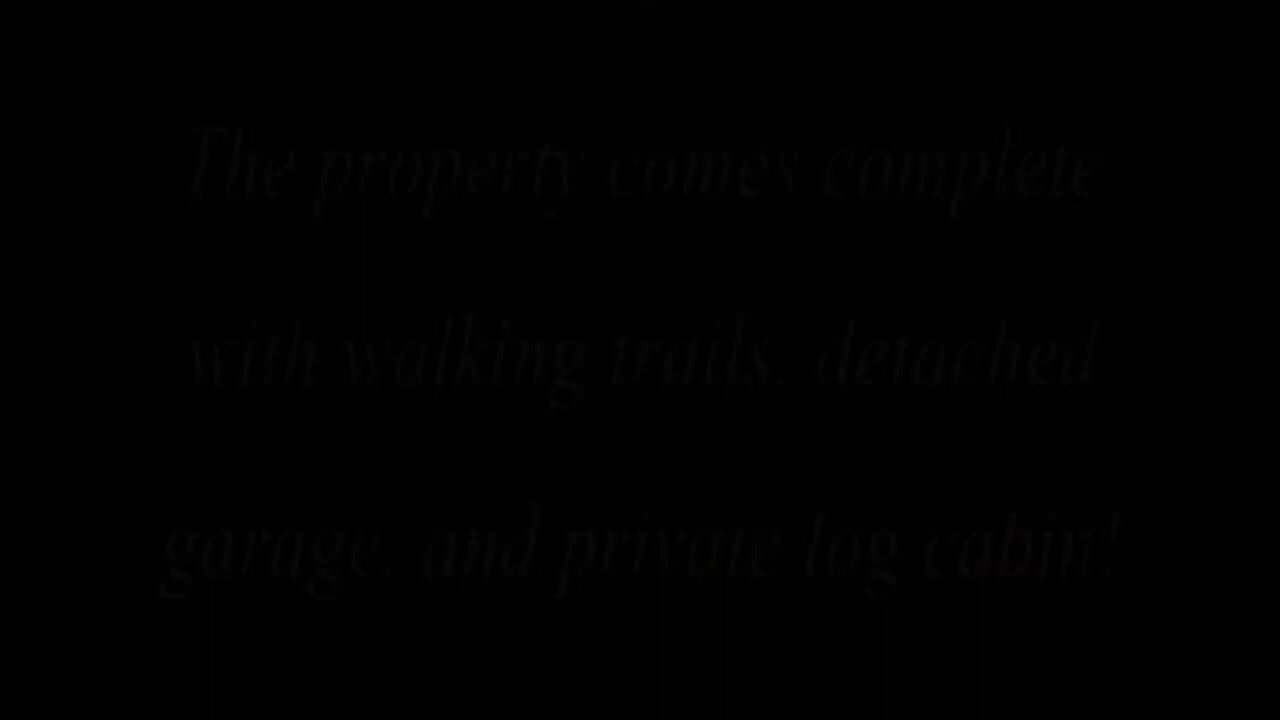 The property comes complete
with walking trails, detached
garage, and private log cabin!